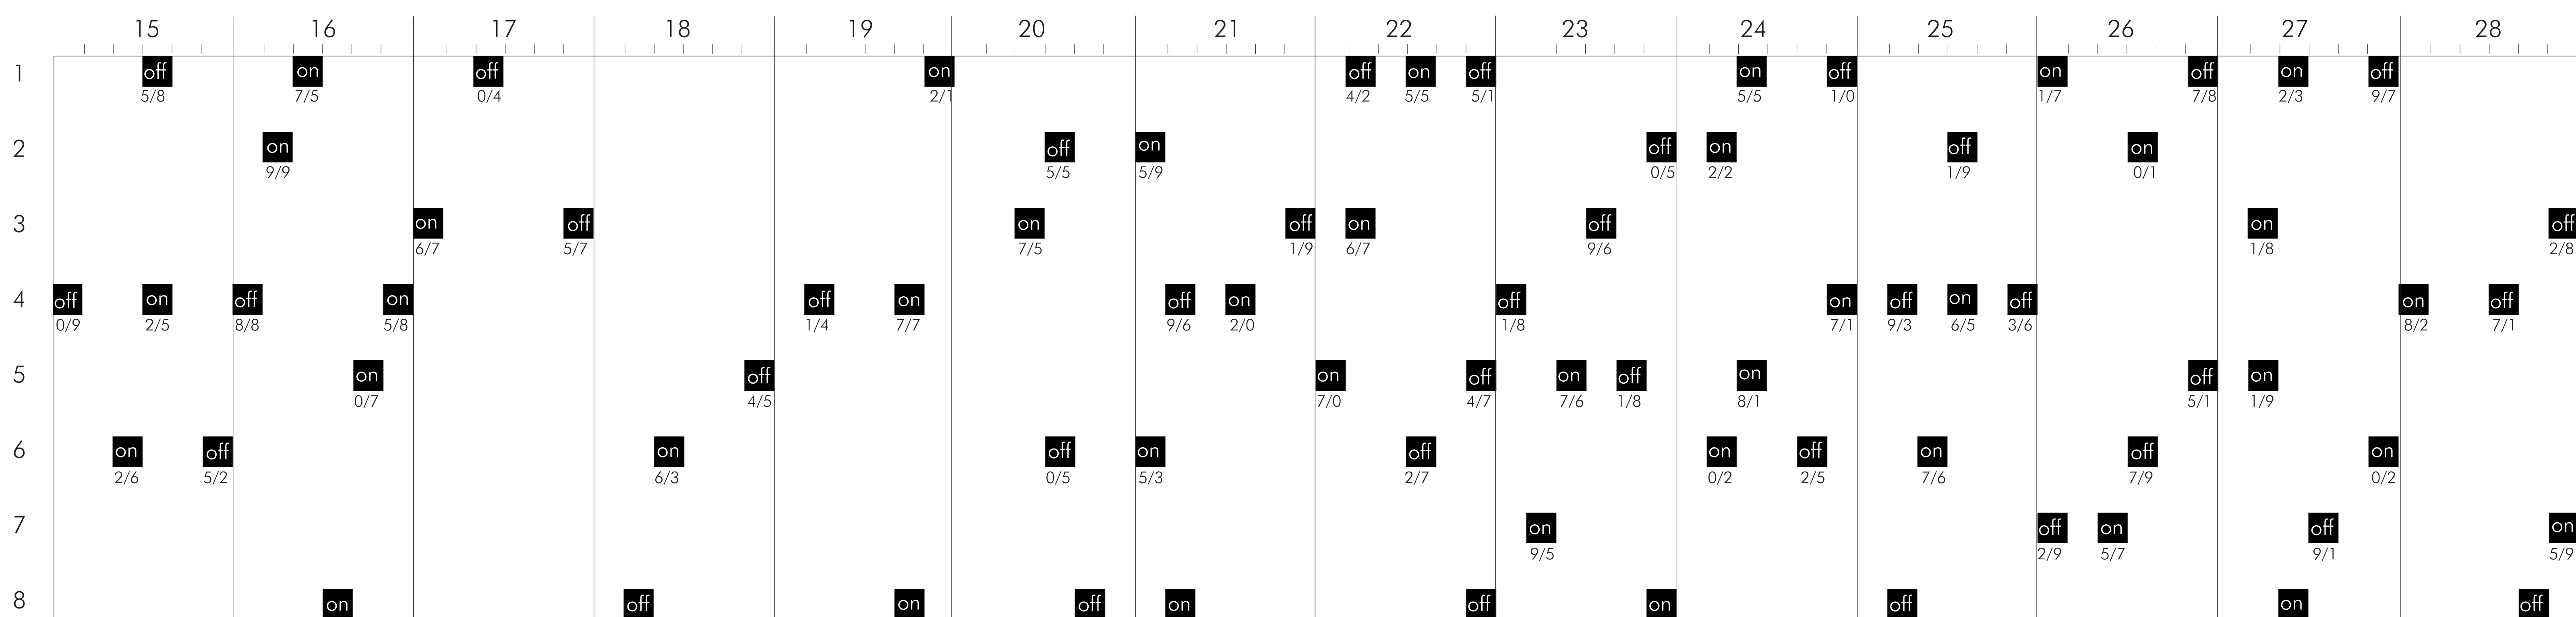 15 16 17 18 19 20 21 22 23 24 25 26 27 28
1 off on off on off on off on off on off on off
5/8 7/5 0/4 2/1 4/2 5/5 5/1 5/5 1/0 1/7 7/8 2/3 9/7
2 on off on off on off on
9/9 5/5 5/9 0/5 2/2 1/9 0/1
3 on off on off on off on off
6/7 5/7 7/5 1/9 6/7 9/6 1/8 2/8
4 off on off on off on off on off on off on off on off
0/9 2/5 8/8 5/8 1/4 7/7 9/6 2/0 1/8 7/1 9/3 6/5 3/6 8/2 7/1
5 on off on off on off on off on
0/7 4/5 7/0 4/7 7/6 1/8 8/1 5/1 1/9
6 on off on off on off on off on off on
2/6 5/2 6/3 0/5 5/3 2/7 0/2 2/5 7/6 7/9 0/2
7 on off on off on
9/5 2/9 5/7 9/1 5/9
8 on off on off on off on off on off